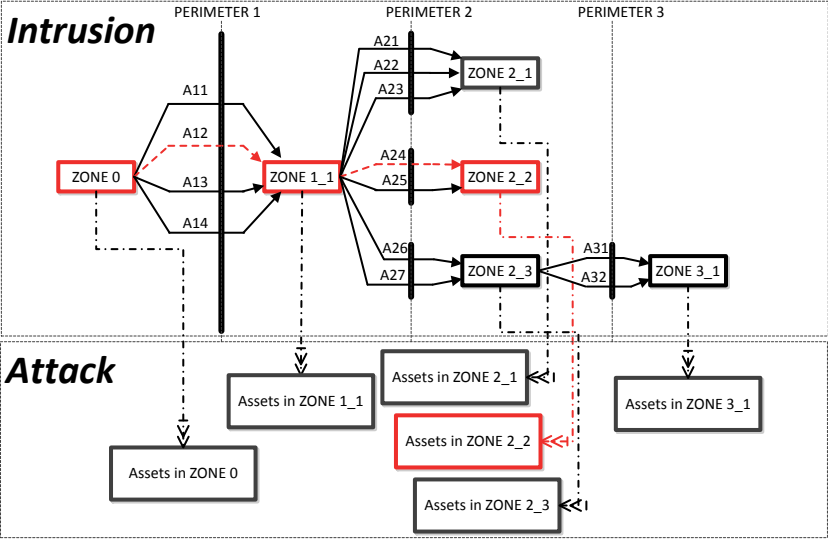 PERIMETER 1
PERIMETER 2
PERIMETER 3
Intrusion
A11
A12
A13
A14
A21
A22
A23
A24
A25
A26
A27
A31
A32
ZONE 0
ZONE 1_1
ZONE 2_1
ZONE 2_2
ZONE 2_3
ZONE 3_1
Attack
Assets in ZONE 0
Assets in ZONE 1_1
Assets in ZONE 2_1
Assets in ZONE 2_2
Assets in ZONE 2_3
Assets in ZONE 3_1